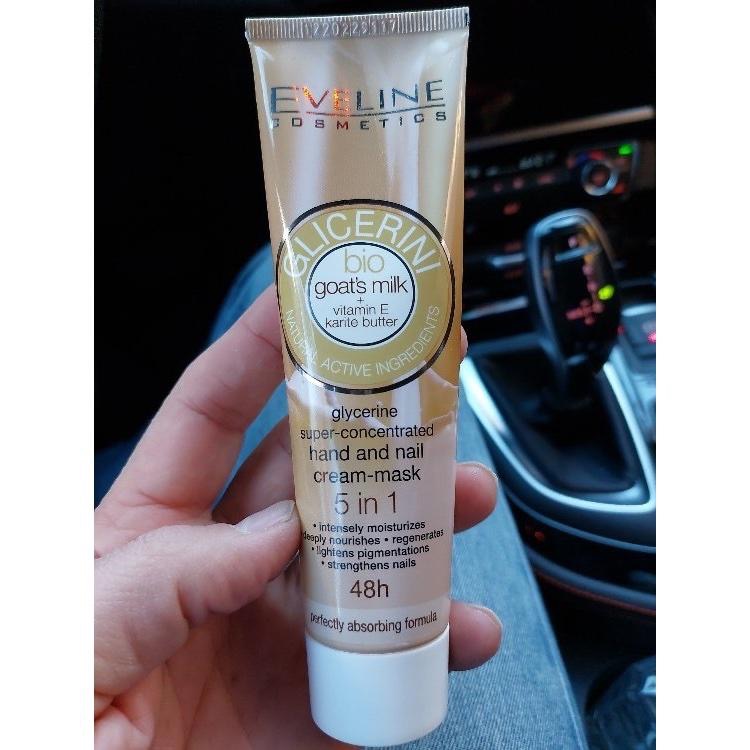 EVELINE
COSMETICS
GLICERINI
bio
goat's milk
+
vitamin E
karite butter
NATURAL ACTIVE INGREDIENTS
glycerine
super-concentrated
hand and nail
cream-mask
5 in 1
• intensely moisturizes
deeply nourishes • regenerates
• lightens pigmentations
• strengthens nails
48h
perfectly absorbing formula